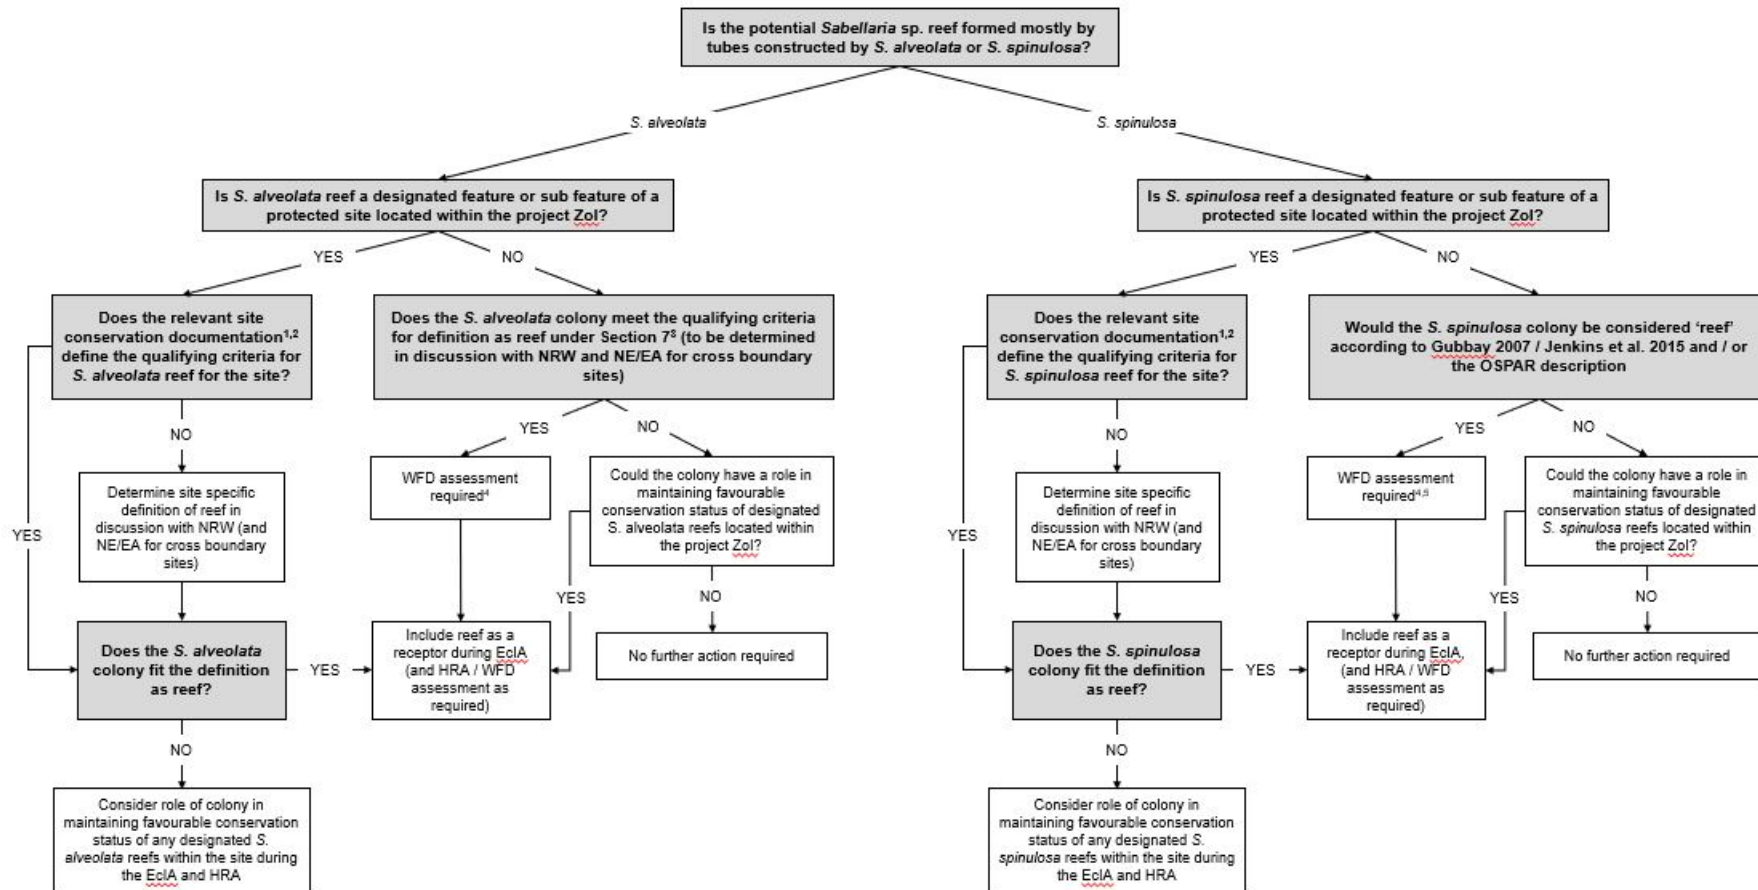 Is the potential Sabellaria sp. reef formed mostly by
tubes constructed by S. alveolata or S. spinulosa?
S. alveolata
S. spinulosa
Is S. alveolata reef a designated feature or sub feature of a
protected site located within the project ZoI?
Is S. spinulosa reef a designated feature or sub feature of a
protected site located within the project ZoI?
YES
NO
YES
NO
Does the relevant site
conservation documentation1,2
define the qualifying criteria for
S. alveolata reef for the site?
Does the S. alveolata colony meet the qualifying criteria
for definition as reef under Section 7³ (to be determined
in discussion with NRW and NE/EA for cross boundary
sites)
Does the relevant site
conservation documentation1,2
define the qualifying criteria for
S. spinulosa reef for the site?
Would the S. spinulosa colony be considered ‘reef’
according to Gubbay 2007 / Jenkins et al. 2015 and / or
the OSPAR description
NO
YES
NO
NO
YES
NO
Determine site specific
definition of reef in
discussion with NRW (and
NE/EA for cross boundary
sites)
WFD assessment
required⁴
Could the colony have a role in
maintaining favourable
conservation status of designated
S. alveolata reefs located within
the project ZoI?
Determine site specific
definition of reef in
discussion with NRW (and
NE/EA for cross boundary
sites)
WFD assessment
required4,5
Could the colony have a role in
maintaining favourable
conservation status of designated
S. spinulosa reefs located within
the project ZoI?
YES
YES
NO
YES
YES
NO
Does the S. alveolata
colony fit the definition
as reef?
YES
Include reef as a
receptor during EcIA
(and HRA / WFD
assessment as
required)
No further action required
Does the S. spinulosa
colony fit the definition
as reef?
YES
Include reef as a
receptor during EcIA,
(and HRA / WFD
assessment as
required)
No further action required
NO
NO
Consider role of colony in
maintaining favourable conservation
status of any designated S.
alveolata reefs within the site during
the EcIA and HRA
Consider role of colony in
maintaining favourable conservation
status of any designated S.
spinulosa reefs within the site during
the EcIA and HRA